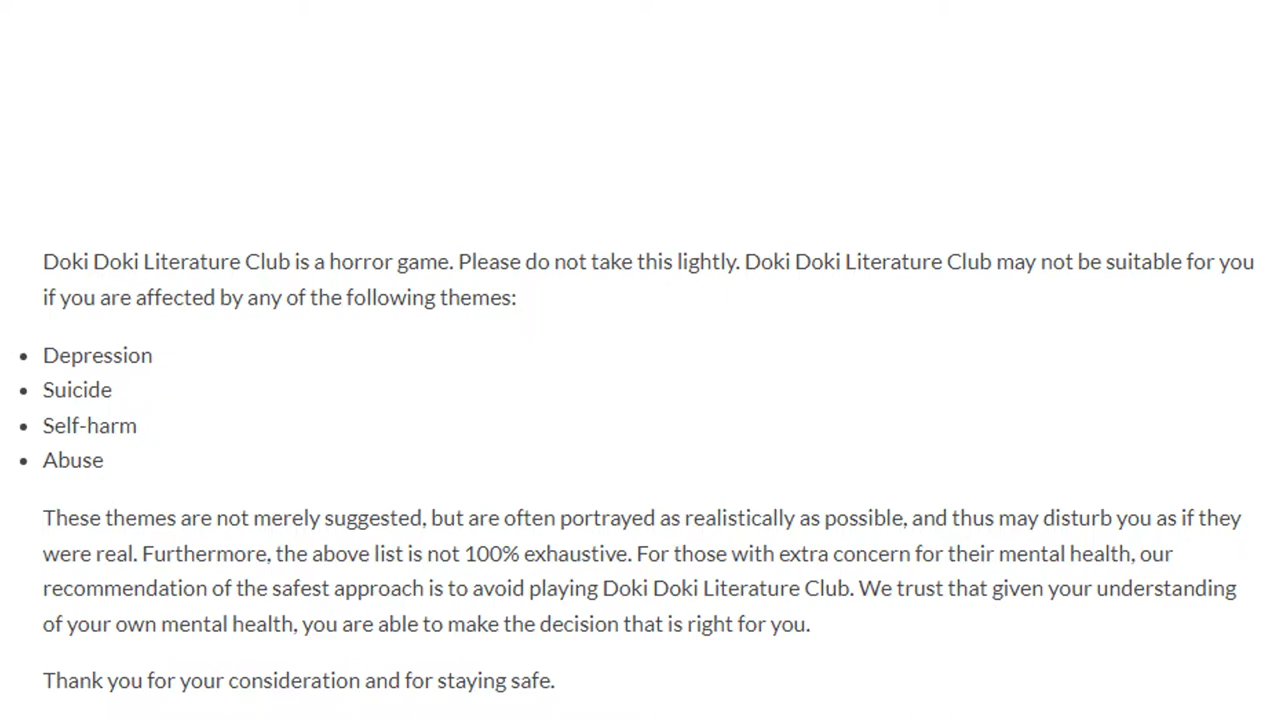 Doki Doki Literature Club is a horror game. Please do not take this lightly. Doki Doki Literature Club may not be suitable for you
if you are affected by any of the following themes:
• Depression
• Suicide
• Self-harm
• Abuse
These themes are not merely suggested, but are often portrayed as realistically as possible, and thus may disturb you as if they
were real. Furthermore, the above list is not 100% exhaustive. For those with extra concern for their mental health, our
recommendation of the safest approach is to avoid playing Doki Doki Literature Club. We trust that given your understanding
of your own mental health, you are able to make the decision that is right for you.
Thank you for your consideration and for staying safe.